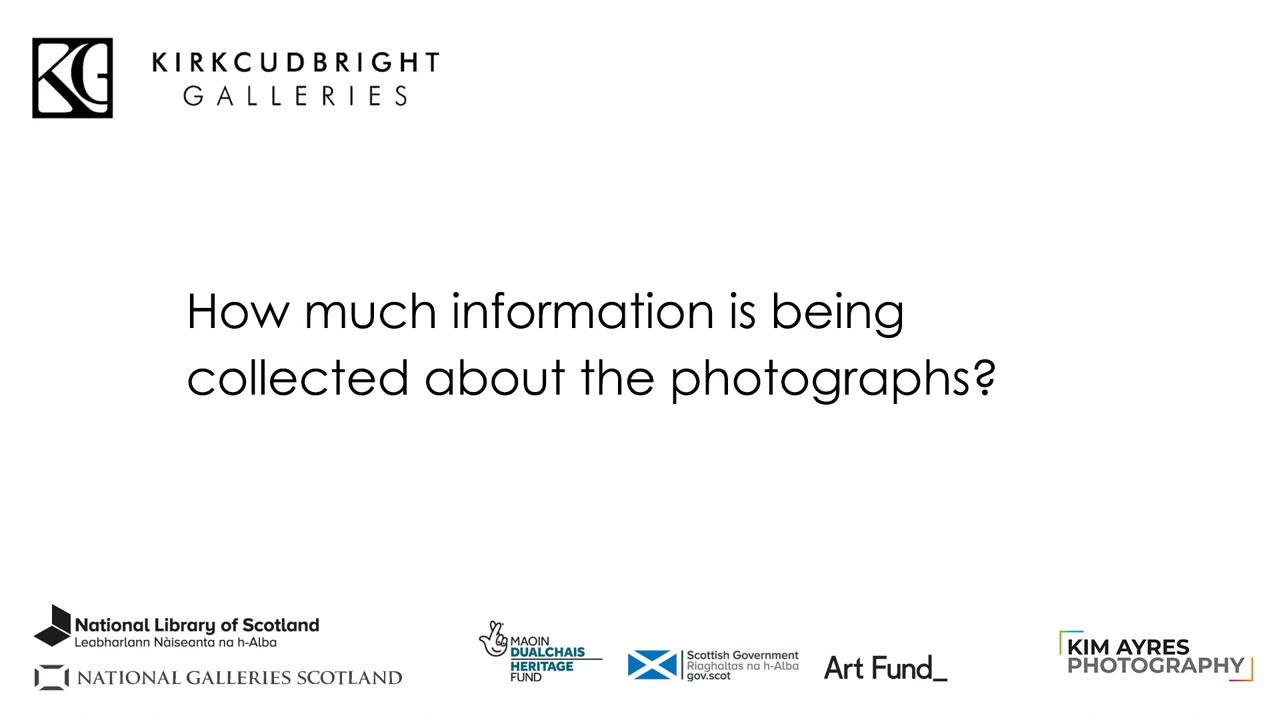 KIRKCUDBRIGHT
GALLERIES
How much information is being
collected about the photographs?
National Library of Scotland
Leabharlann Nàiseanta na h-Alba
NATIONAL GALLERIES SCOTLAND
MAOIN
DUALCHAIS
HERITAGE
FUND
Scottish Government
Riaghaltas na h-Alba
gov.scot
Art Fund_
KIM AYRES
PHOTOGRAPHY